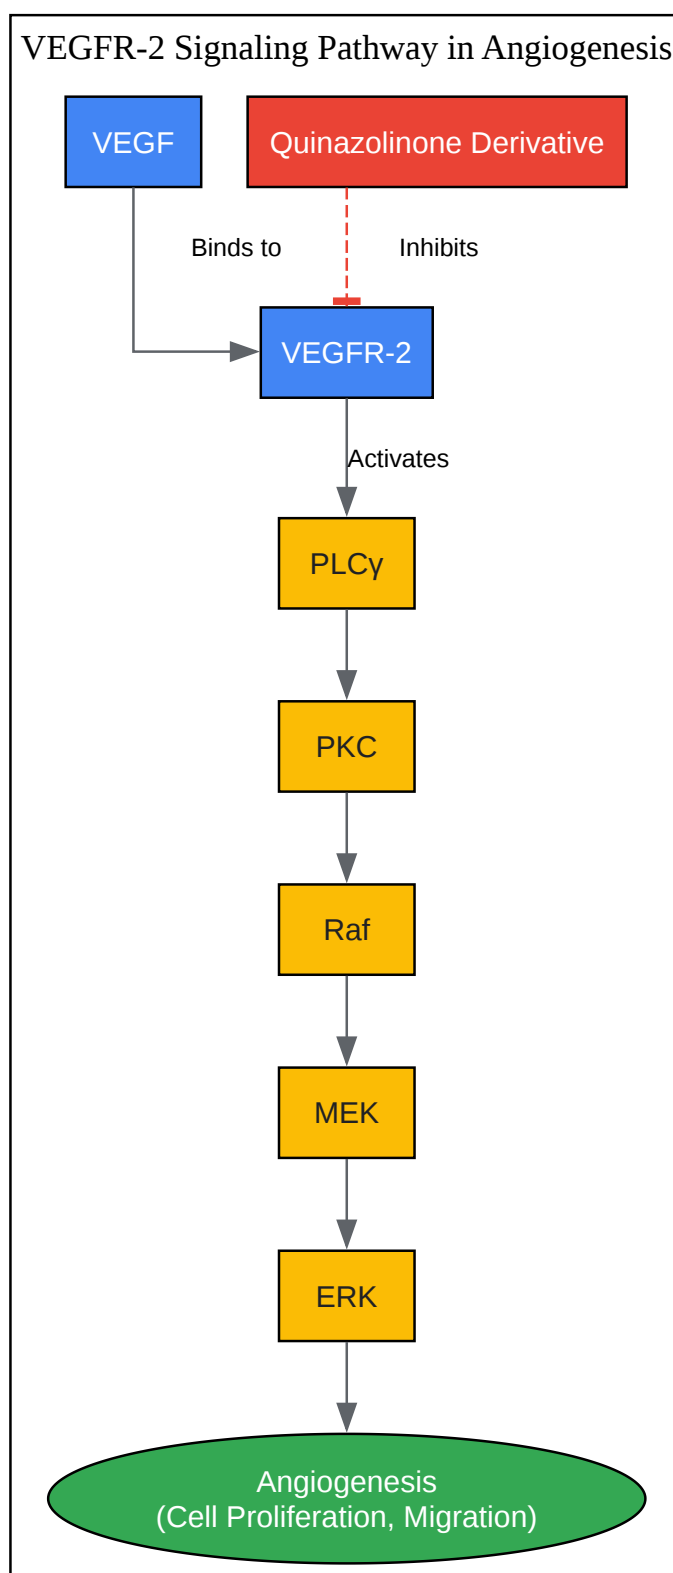 VEGFR-2 Signaling Pathway in Angiogenesis
VEGF
Quinazolinone Derivative
Binds to
Inhibits
VEGFR-2
Activates
PLCγ
PKC
Raf
MEK
ERK
Angiogenesis
(Cell Proliferation, Migration)